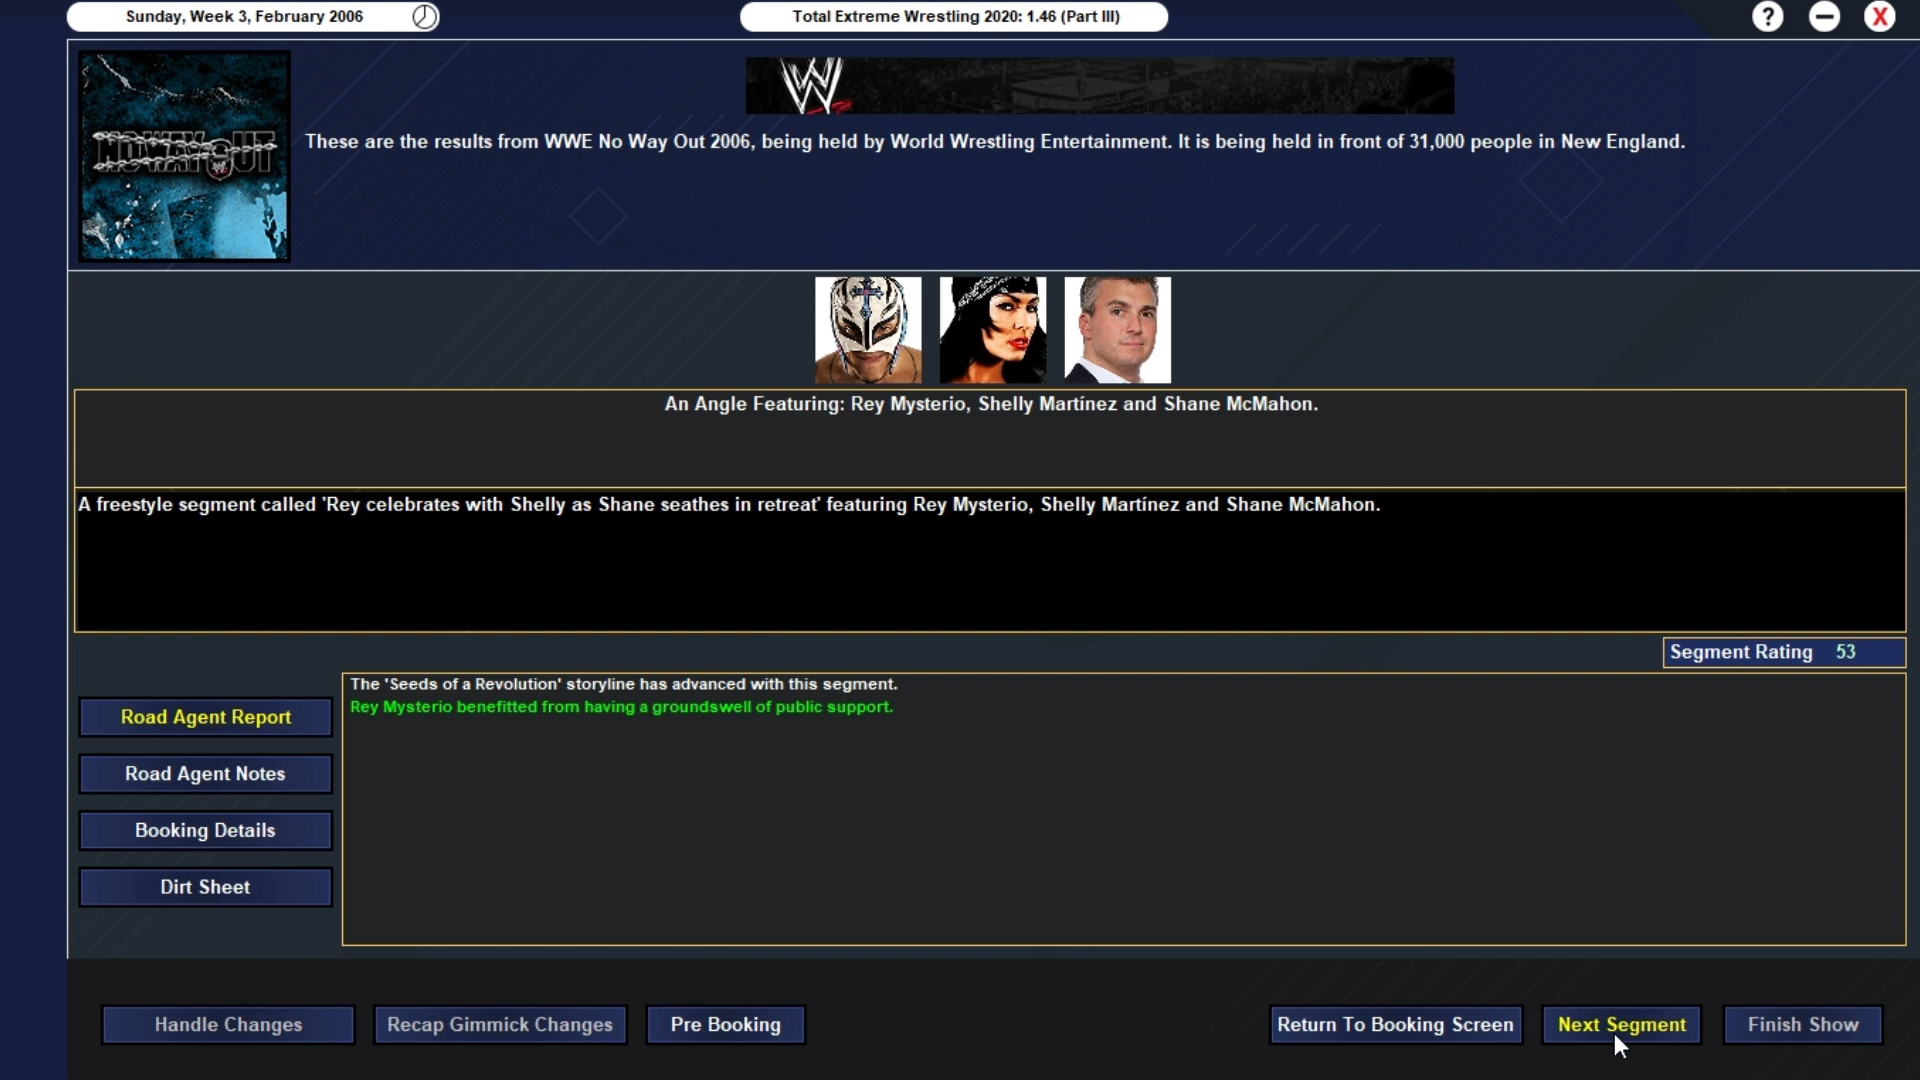 Sunday, Week 3, February 2006
Total Extreme Wrestling 2020: 1.46 (Part III)
?
X
W
NO WAY OUT
These are the results from WWE No Way Out 2006, being held by World Wrestling Entertainment. It is being held in front of 31,000 people in New England.
An Angle Featuring: Rey Mysterio, Shelly Martínez and Shane McMahon.
A freestyle segment called 'Rey celebrates with Shelly as Shane seathes in retreat' featuring Rey Mysterio, Shelly Martínez and Shane McMahon.
Segment Rating 53
The 'Seeds of a Revolution' storyline has advanced with this segment.
Rey Mysterio benefitted from having a groundswell of public support.
Road Agent Report
Road Agent Notes
Booking Details
Dirt Sheet
Handle Changes
Recap Gimmick Changes
Pre Booking
Return To Booking Screen
Next Segment
Finish Show